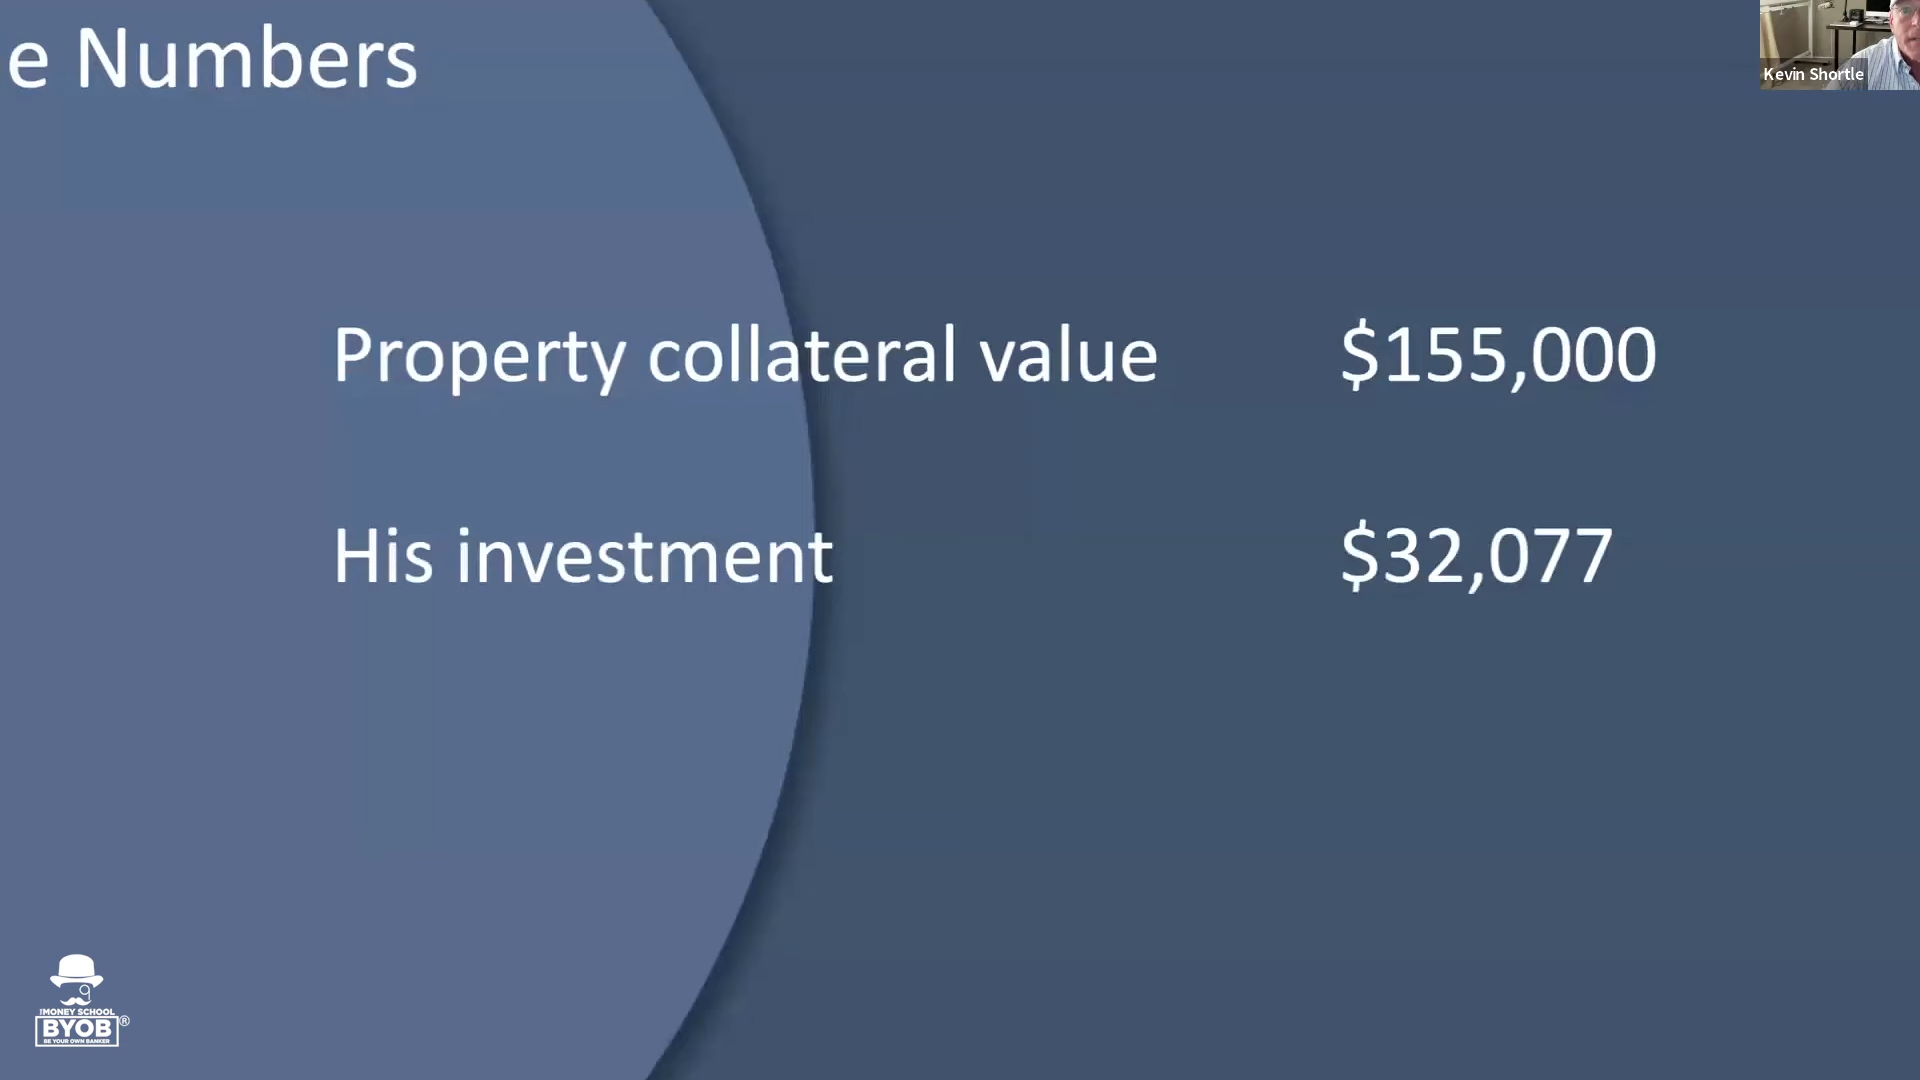 e Numbers
Kevin Shortle
Property collateral value $155,000
His investment $32,077
THE MONEY SCHOOL
BYOB®
BE YOUR OWN BANKER